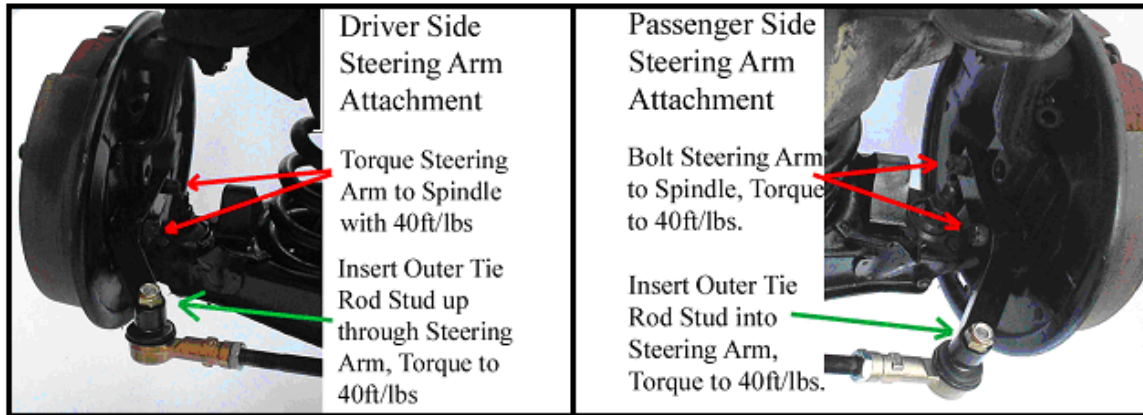 Driver Side
Steering Arm
Attachment
Torque Steering
Arm to Spindle
with 40ft/lbs
Insert Outer Tie
Rod Stud up
through Steering
Arm, Torque to
40ft/lbs
Passenger Side
Steering Arm
Attachment
Bolt Steering Arm
to Spindle, Torque
to 40ft/lbs.
Insert Outer Tie
Rod Stud into
Steering Arm,
Torque to 40ft/lbs.